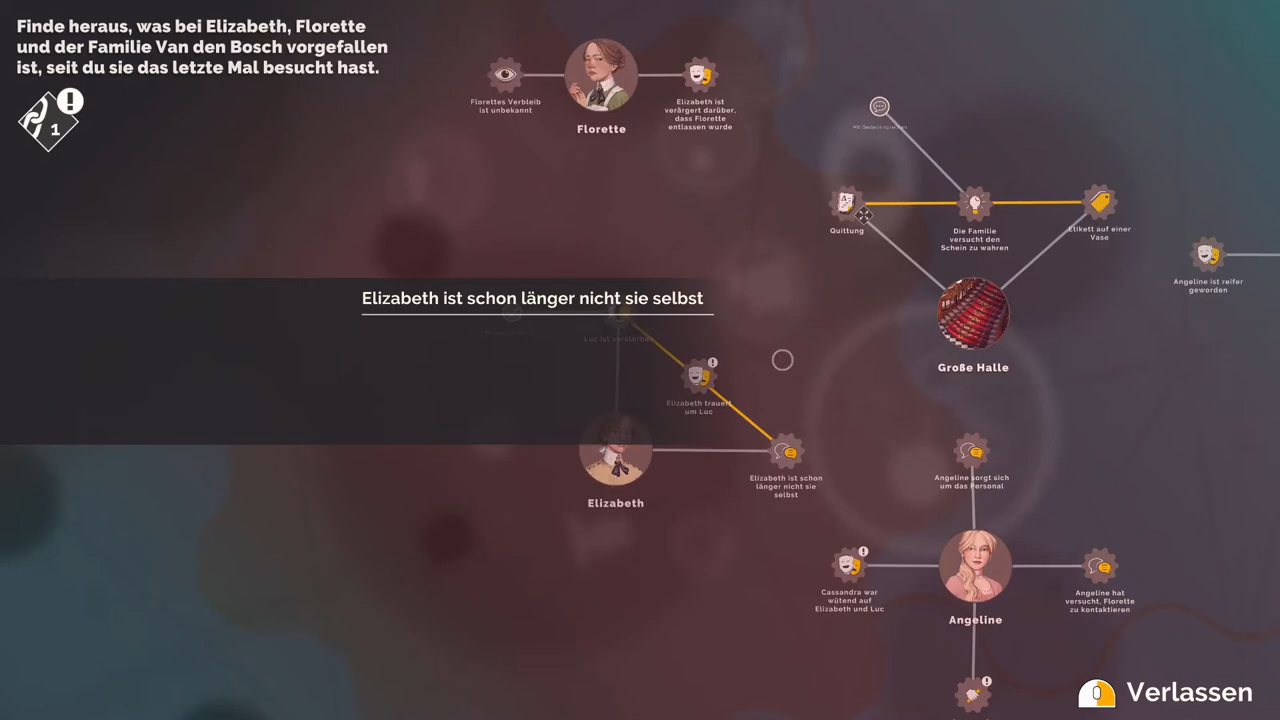 Finde heraus, was bei Elizabeth, Florette
und der Familie Van den Bosch vorgefallen
ist, seit du sie das letzte Mal besucht hast.
1
Florettes Verbleib
ist unbekannt
Florette
Elizabeth ist
verärgert darüber,
dass Florette
entlassen wurde
Quittung
Die Familie
versucht den
Schein zu wahren
Etikett auf einer
Vase
Angeline ist reifer
geworden
Große Halle
Elizabeth ist schon länger nicht sie selbst
Luc ist verstorben
Elizabeth trauert
um Luc
Elizabeth
Elizabeth ist schon
länger nicht sie
selbst
Angeline sorgt sich
um das Personal
Cassandra war
wütend auf
Elizabeth und Luc
Angeline
Angeline hat
versucht, Florette
zu kontaktieren
Verlassen